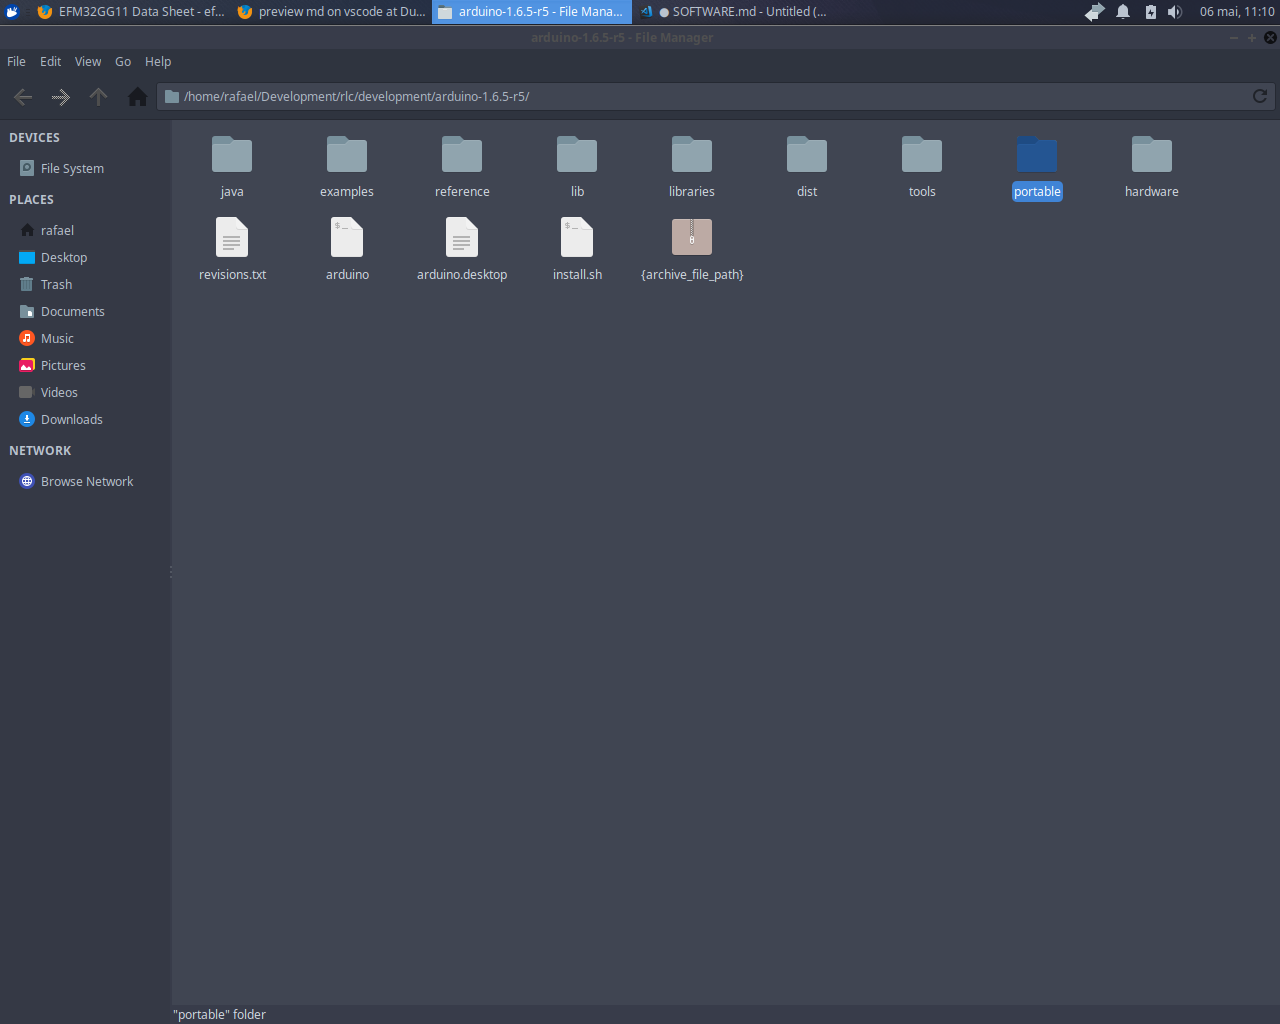 EFM32GG11 Data Sheet - ef...
preview md on vscode at Du...
arduino-1.6.5-r5 - File Mana...
● SOFTWARE.md - Untitled (...
06 mai, 11:10
arduino-1.6.5-r5 - File Manager
File Edit View Go Help
/home/rafael/Development/rlc/development/arduino-1.6.5-r5/
DEVICES
File System
PLACES
rafael
Desktop
Trash
Documents
Music
Pictures
Videos
Downloads
NETWORK
Browse Network
java
examples
reference
lib
libraries
dist
tools
portable
hardware
revisions.txt
arduino
arduino.desktop
install.sh
{archive_file_path}
"portable" folder